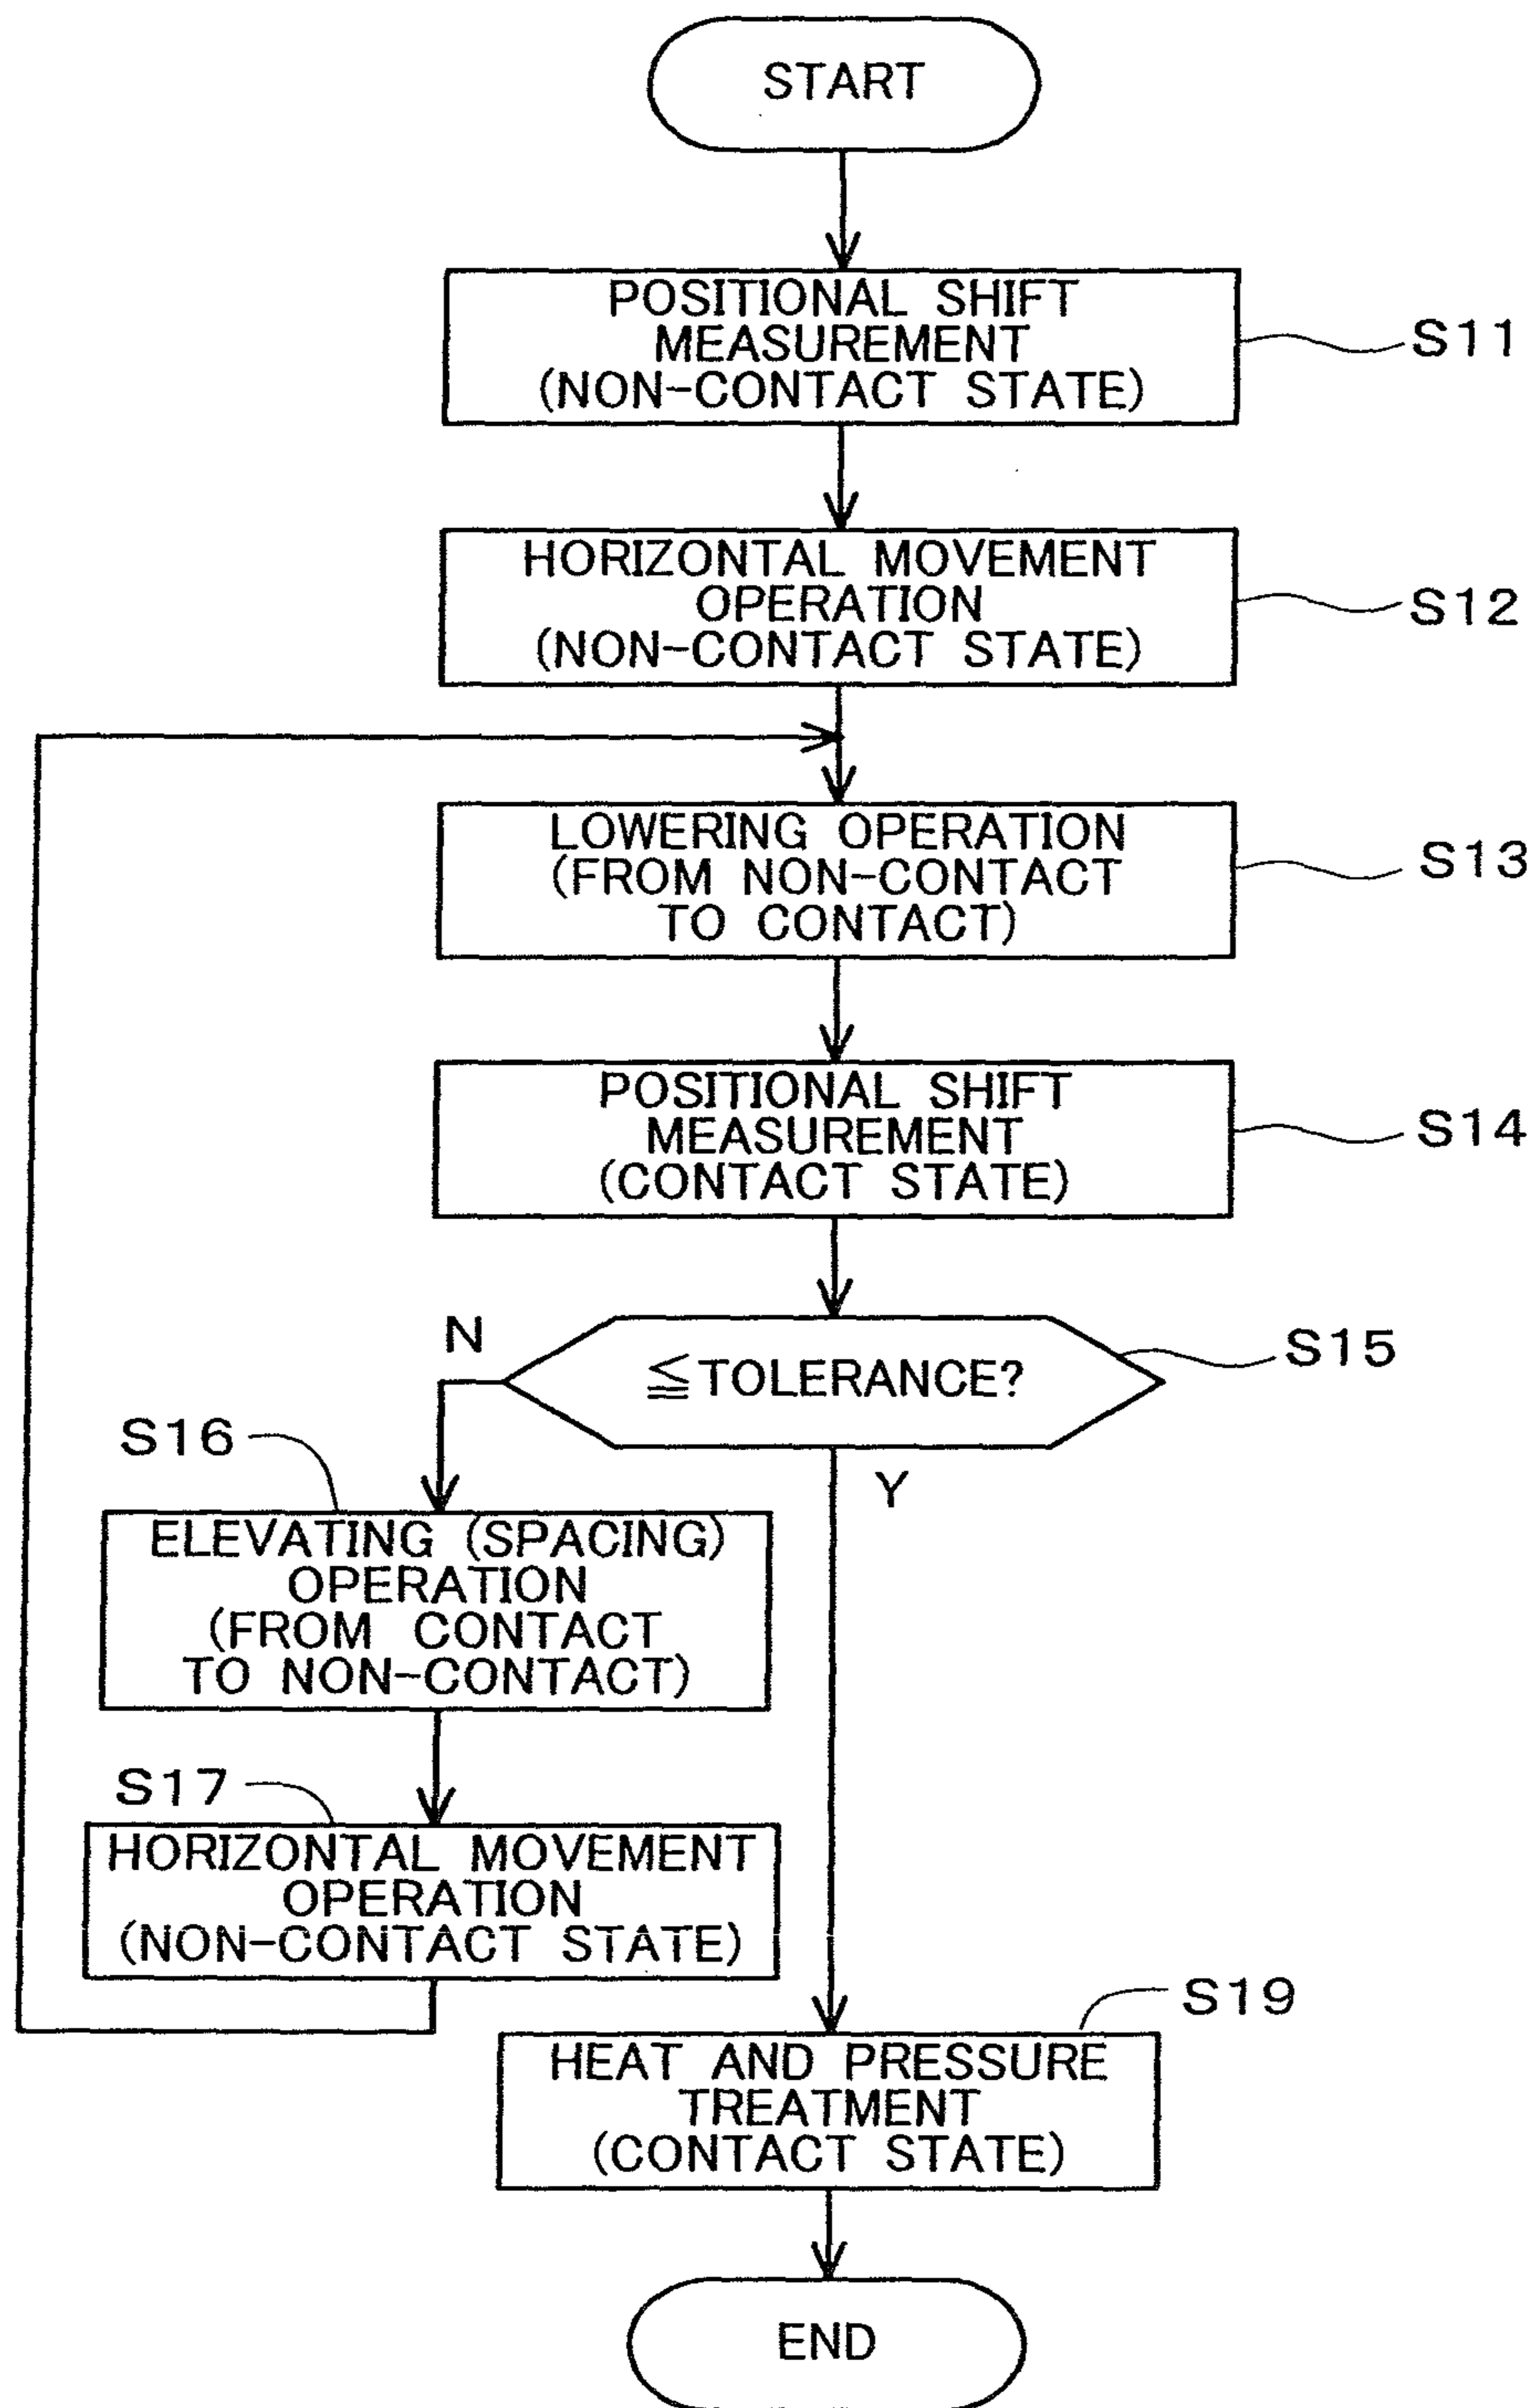 START
POSITIONAL SHIFT
MEASUREMENT
(NON-CONTACT STATE)
S11
HORIZONTAL MOVEMENT
OPERATION
(NON-CONTACT STATE)
S12
LOWERING OPERATION
(FROM NON-CONTACT
TO CONTACT)
S13
POSITIONAL SHIFT
MEASUREMENT
(CONTACT STATE)
S14
N
≦TOLERANCE?
S15
Y
S16
ELEVATING (SPACING)
OPERATION
(FROM CONTACT
TO NON-CONTACT)
S17
HORIZONTAL MOVEMENT
OPERATION
(NON-CONTACT STATE)
S19
HEAT AND PRESSURE
TREATMENT
(CONTACT STATE)
END